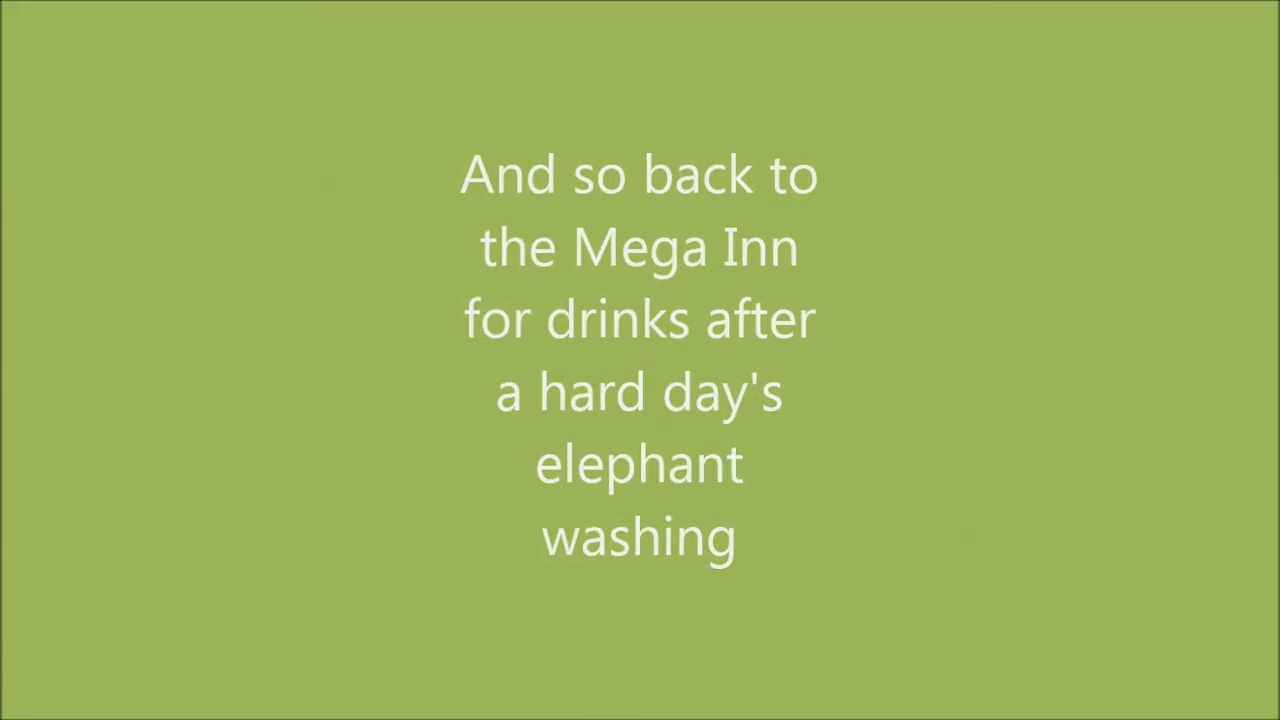 And so back to
the Mega Inn
for drinks after
a hard day's
elephant
washing